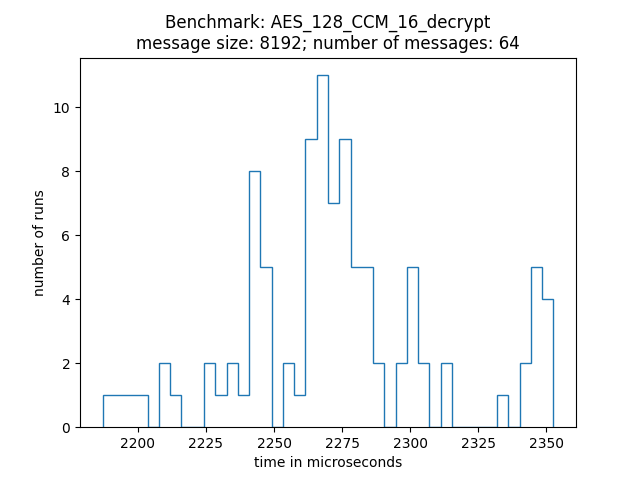 Benchmark: AES_128_CCM_16_decrypt
message size: 8192; number of messages: 64
number of runs
10
8
6
4
2
0
2200 2225 2250 2275 2300 2325 2350
time in microseconds